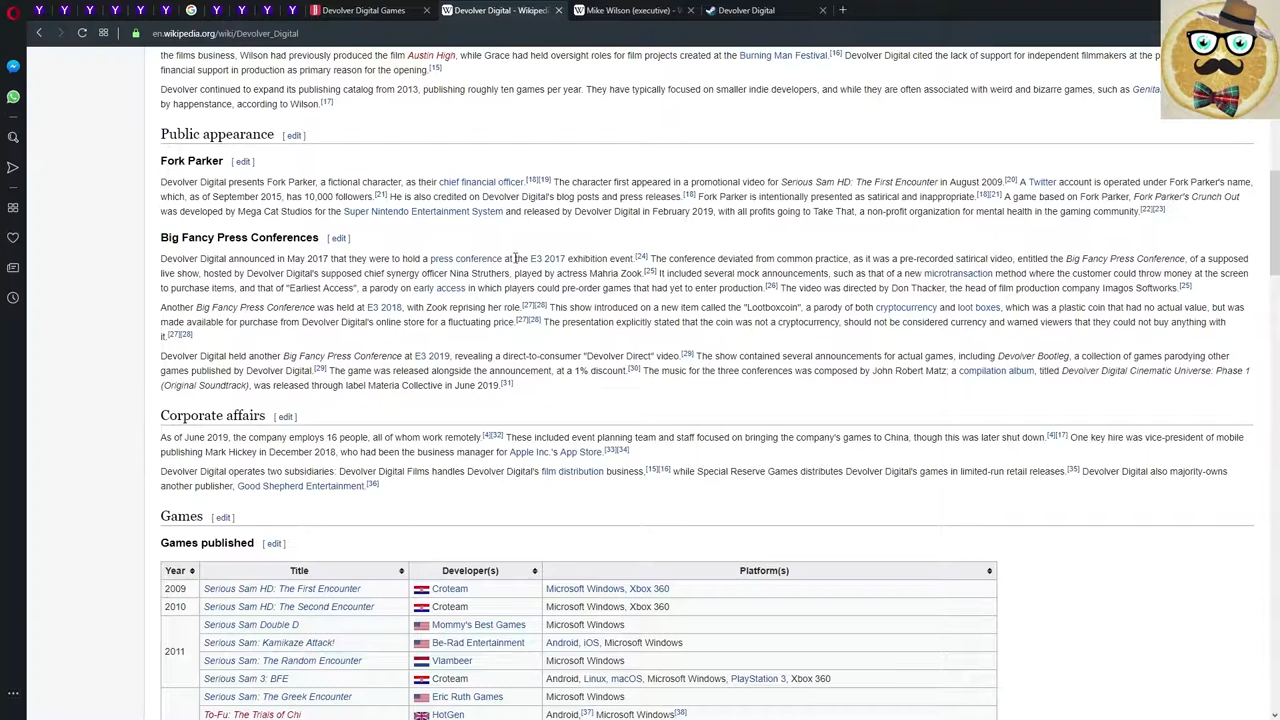 Devolver Digital Games
Devolver Digital - Wikiped
Mike Wilson (executive) - W
Devolver Digital
en.wikipedia.org/wiki/Devolver_Digital
the films business, Wilson had previously produced the film Austin High, while Grace had held oversight roles for film projects created at the Burning Man Festival.[16] Devolver Digital cited the lack of support for independent filmmakers at the
financial support in production as primary reason for the opening.[15]
Devolver continued to expand its publishing catalog from 2013, publishing roughly ten games per year. They have typically focused on smaller indie developers, and while they are often associated with weird and bizarre games, such as Genita
by happenstance, according to Wilson.[17]
Public appearance [ edit ]
Fork Parker [ edit ]
Devolver Digital presents Fork Parker, a fictional character, as their chief financial officer.[18][19] The character first appeared in a promotional video for Serious Sam HD: The First Encounter in August 2009.[20] A Twitter account is operated under Fork Parker's name,
which, as of September 2015, has 10,000 followers.[21] He is also credited on Devolver Digital's blog posts and press releases.[18] Fork Parker is intentionally presented as satirical and inappropriate.[18][21] A game based on Fork Parker, Fork Parker's Crunch Out
was developed by Mega Cat Studios for the Super Nintendo Entertainment System and released by Devolver Digital in February 2019, with all profits going to Take That, a non-profit organization for mental health in the gaming community.[22][23]
Big Fancy Press Conferences [ edit ]
Devolver Digital announced in May 2017 that they were to hold a press conference at the E3 2017 exhibition event.[24] The conference deviated from common practice, as it was a pre-recorded satirical video, entitled the Big Fancy Press Conference, of a supposed
live show, hosted by Devolver Digital's supposed chief synergy officer Nina Struthers, played by actress Mahria Zook.[25] It included several mock announcements, such as that of a new microtransaction method where the customer could throw money at the screen
to purchase items, and that of "Earliest Access", a parody on early access in which players could pre-order games that had yet to enter production.[26] The video was directed by Don Thacker, the head of film production company Imagos Softworks.[25]
Another Big Fancy Press Conference was held at E3 2018, with Zook reprising her role.[27][28] This show introduced on a new item called the "Lootboxcoin", a parody of both cryptocurrency and loot boxes, which was a plastic coin that had no actual value, but was
made available for purchase from Devolver Digital's online store for a fluctuating price.[27][28] The presentation explicitly stated that the coin was not a cryptocurrency, should not be considered currency and warned viewers that they could not buy anything with
it.[27][28]
Devolver Digital held another Big Fancy Press Conference at E3 2019, revealing a direct-to-consumer "Devolver Direct" video.[29] The show contained several announcements for actual games, including Devolver Bootleg, a collection of games parodying other
games published by Devolver Digital.[29] The game was released alongside the announcement, at a 1% discount.[30] The music for the three conferences was composed by John Robert Matz; a compilation album, titled Devolver Digital Cinematic Universe: Phase 1
(Original Soundtrack), was released through label Materia Collective in June 2019.[31]
Corporate affairs [ edit ]
As of June 2019, the company employs 16 people, all of whom work remotely.[4][32] These included event planning team and staff focused on bringing the company's games to China, though this was later shut down.[4][17] One key hire was vice-president of mobile
publishing Mark Hickey in December 2018, who had been the business manager for Apple Inc.'s App Store.[33][34]
Devolver Digital operates two subsidiaries: Devolver Digital Films handles Devolver Digital's film distribution business,[15][16] while Special Reserve Games distributes Devolver Digital's games in limited-run retail releases.[35] Devolver Digital also majority-owns
another publisher, Good Shepherd Entertainment.[36]
Games [ edit ]
Games published [ edit ]
Year Title Developer(s) Platform(s)
2009 Serious Sam HD: The First Encounter Croteam Microsoft Windows, Xbox 360
2010 Serious Sam HD: The Second Encounter Croteam Microsoft Windows, Xbox 360
2011 Serious Sam Double D Mommy's Best Games Microsoft Windows
Serious Sam: Kamikaze Attack! Be-Rad Entertainment Android, iOS, Microsoft Windows
Serious Sam: The Random Encounter Vlambeer Microsoft Windows
Serious Sam 3: BFE Croteam Android, Linux, macOS, Microsoft Windows, PlayStation 3, Xbox 360
Serious Sam: The Greek Encounter Eric Ruth Games Microsoft Windows
To-Fu: The Trials of Chi HotGen Android,[37] Microsoft Windows[38]